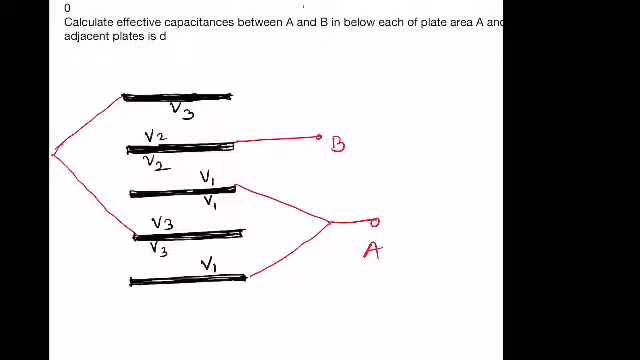 0
Calculate effective capacitances between A and B in below each of plate area A and
adjacent plates is d
V3
V2
B
V2
V1
V1
V3
A
V3
V1